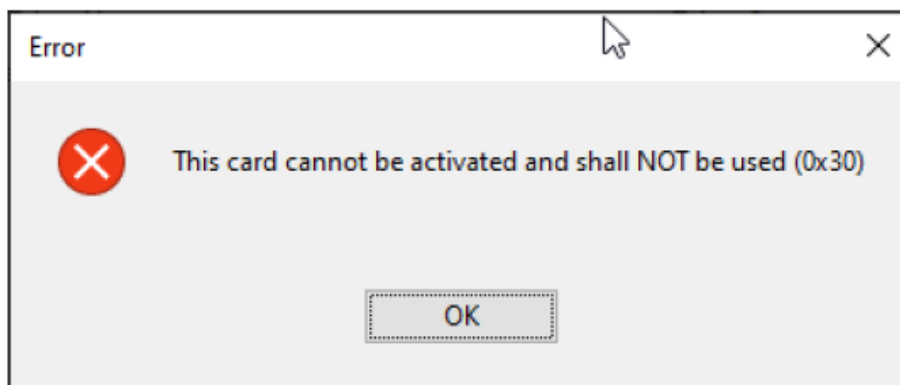 Error
This card cannot be activated and shall NOT be used (0x30)
OK